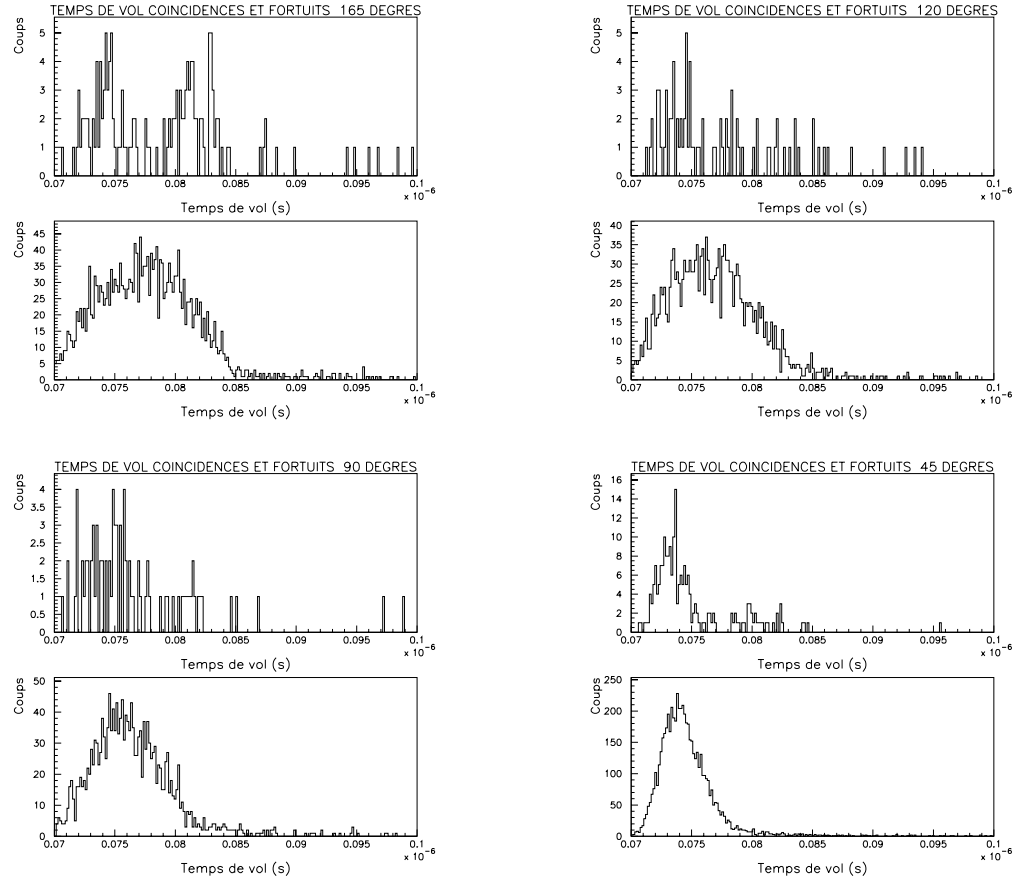 TEMPS DE VOL COINCIDENCES ET FORTUITS 165 DEGRES
Coups
5
4
3
2
1
0
0.07 0.075 0.08 0.085 0.09 0.095 0.1
x 10 -6
Temps de vol (s)
Coups
45
40
35
30
25
20
15
10
5
0
0.07 0.075 0.08 0.085 0.09 0.095 0.1
x 10 -6
Temps de vol (s)
TEMPS DE VOL COINCIDENCES ET FORTUITS 120 DEGRES
Coups
5
4
3
2
1
0
0.07 0.075 0.08 0.085 0.09 0.095 0.1
x 10 -6
Temps de vol (s)
Coups
40
35
30
25
20
15
10
5
0
0.07 0.075 0.08 0.085 0.09 0.095 0.1
x 10 -6
Temps de vol (s)
TEMPS DE VOL COINCIDENCES ET FORTUITS 90 DEGRES
Coups
4
3.5
3
2.5
2
1.5
1
0.5
0
0.07 0.075 0.08 0.085 0.09 0.095 0.1
x 10 -6
Temps de vol (s)
Coups
50
40
30
20
10
0
0.07 0.075 0.08 0.085 0.09 0.095 0.1
x 10 -6
Temps de vol (s)
TEMPS DE VOL COINCIDENCES ET FORTUITS 45 DEGRES
Coups
16
14
12
10
8
6
4
2
0
0.07 0.075 0.08 0.085 0.09 0.095 0.1
x 10 -6
Temps de vol (s)
Coups
250
200
150
100
50
0
0.07 0.075 0.08 0.085 0.09 0.095 0.1
x 10 -6
Temps de vol (s)